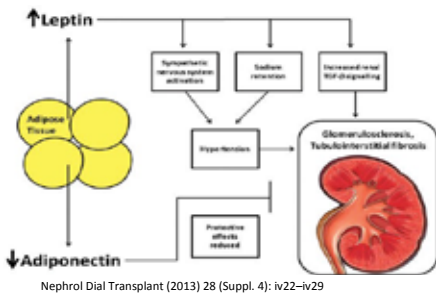 ↑Leptin
Sympathetic
nervous system
activation
Sodium
retention
Increased renal
TGF-β signalling
Adipose
Tissue
Hypertension
Glomerulosclerosis,
Tubulointerstitial fibrosis
Protective
effects
reduced
↓Adiponectin
Nephrol Dial Transplant (2013) 28 (Suppl. 4): iv22–iv29